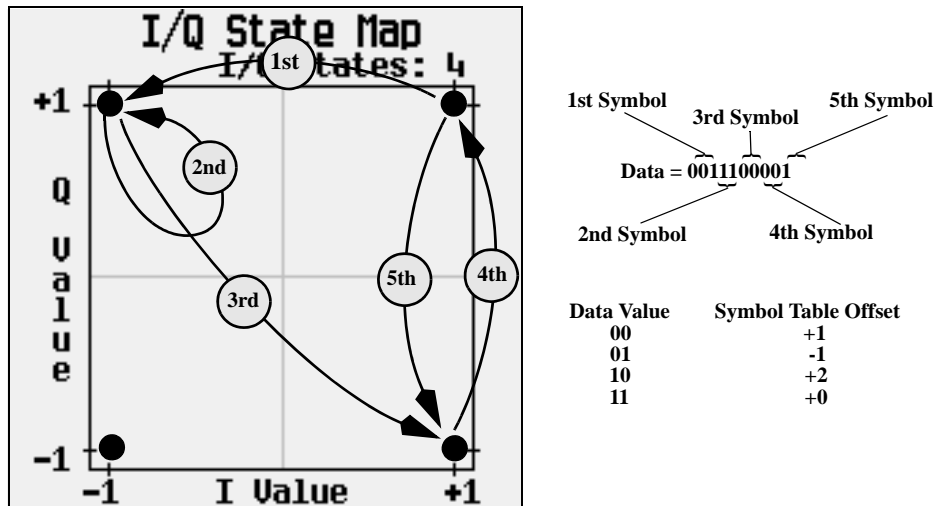 I/Q State Map
I/Q States: 4
1st
+1
2nd
Q Value
5th
4th
3rd
-1
-1
I Value
+1
1st Symbol
5th Symbol
3rd Symbol
Data = 0011100001
2nd Symbol
4th Symbol
Data Value Symbol Table Offset
00 +1
01 -1
10 +2
11 +0